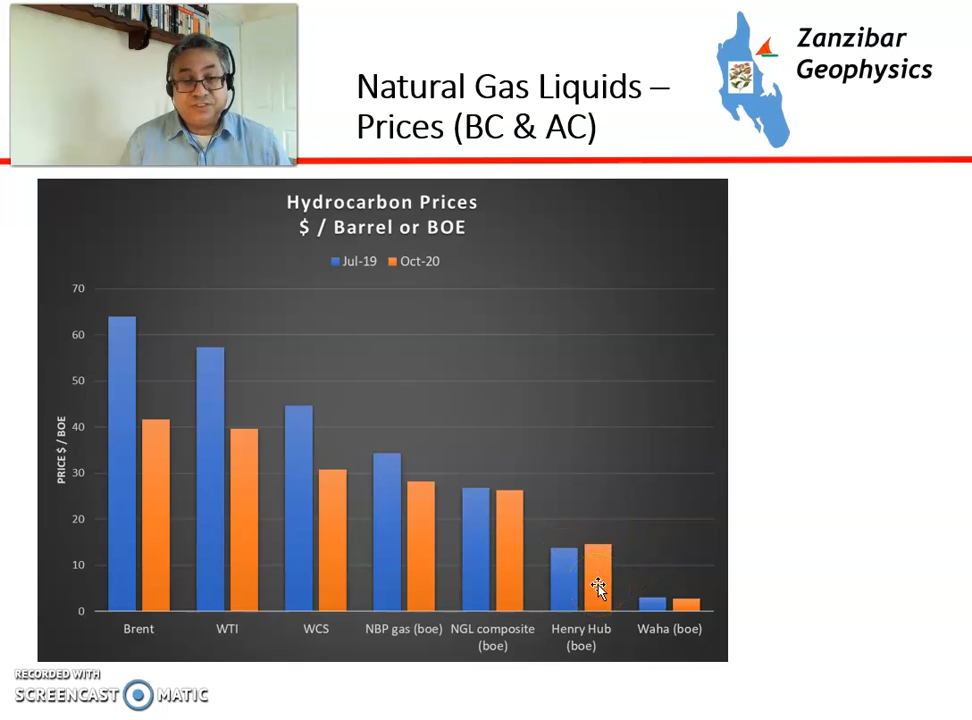 Zanzibar
Geophysics
Natural Gas Liquids –
Prices (BC & AC)
Hydrocarbon Prices
$ / Barrel or BOE
Jul-19 Oct-20
70
60
50
40
30
20
10
0
PRICE $ / BOE
Brent WTI WCS NBP gas (boe) NGL composite (boe) Henry Hub (boe) Waha (boe)
RECORDED WITH
SCREENCAST MATIC